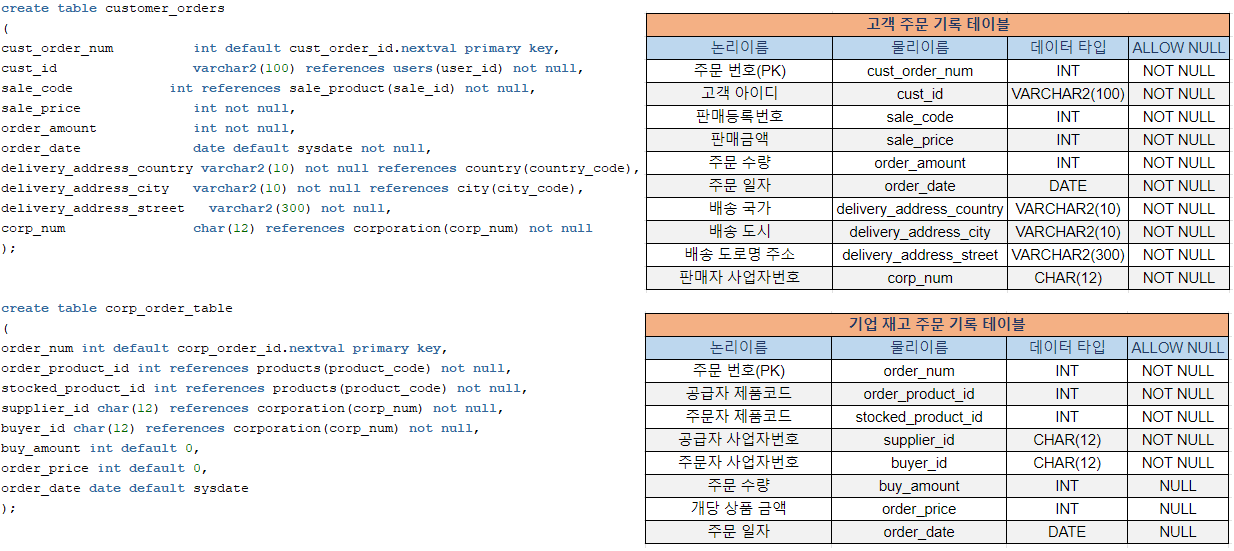 create table customer_orders
(
cust_order_num int default cust_order_id.nextval primary key,
cust_id varchar2(100) references users(user_id) not null,
sale_code int references sale_product(sale_id) not null,
sale_price int not null,
order_amount int not null,
order_date date default sysdate not null,
delivery_address_country varchar2(10) not null references country(country_code),
delivery_address_city varchar2(10) not null references city(city_code),
delivery_address_street varchar2(300) not null,
corp_num char(12) references corporation(corp_num) not null
);
고객 주문 기록 테이블
논리이름 물리이름 데이터 타입 ALLOW NULL
주문 번호(PK) cust_order_num INT NOT NULL
고객 아이디 cust_id VARCHAR2(100) NOT NULL
판매등록번호 sale_code INT NOT NULL
판매금액 sale_price INT NOT NULL
주문 수량 order_amount INT NOT NULL
주문 일자 order_date DATE NOT NULL
배송 국가 delivery_address_country VARCHAR2(10) NOT NULL
배송 도시 delivery_address_city VARCHAR2(10) NOT NULL
배송 도로명 주소 delivery_address_street VARCHAR2(300) NOT NULL
판매자 사업자번호 corp_num CHAR(12) NOT NULL
create table corp_order_table
(
order_num int default corp_order_id.nextval primary key,
order_product_id int references products(product_code) not null,
stocked_product_id int references products(product_code) not null,
supplier_id char(12) references corporation(corp_num) not null,
buyer_id char(12) references corporation(corp_num) not null,
buy_amount int default 0,
order_price int default 0,
order_date date default sysdate
);
기업 재고 주문 기록 테이블
논리이름 물리이름 데이터 타입 ALLOW NULL
주문 번호(PK) order_num INT NOT NULL
공급자 제품코드 order_product_id INT NOT NULL
주문자 제품코드 stocked_product_id INT NOT NULL
공급자 사업자번호 supplier_id CHAR(12) NOT NULL
주문자 사업자번호 buyer_id CHAR(12) NOT NULL
주문 수량 buy_amount INT NULL
개당 상품 금액 order_price INT NULL
주문 일자 order_date DATE NULL